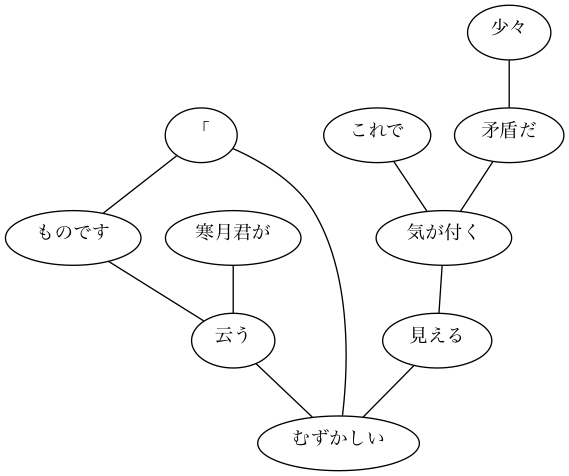 少々
「
これで
矛盾だ
ものです
寒月君が
気が付く
云う
見える
むずかしい